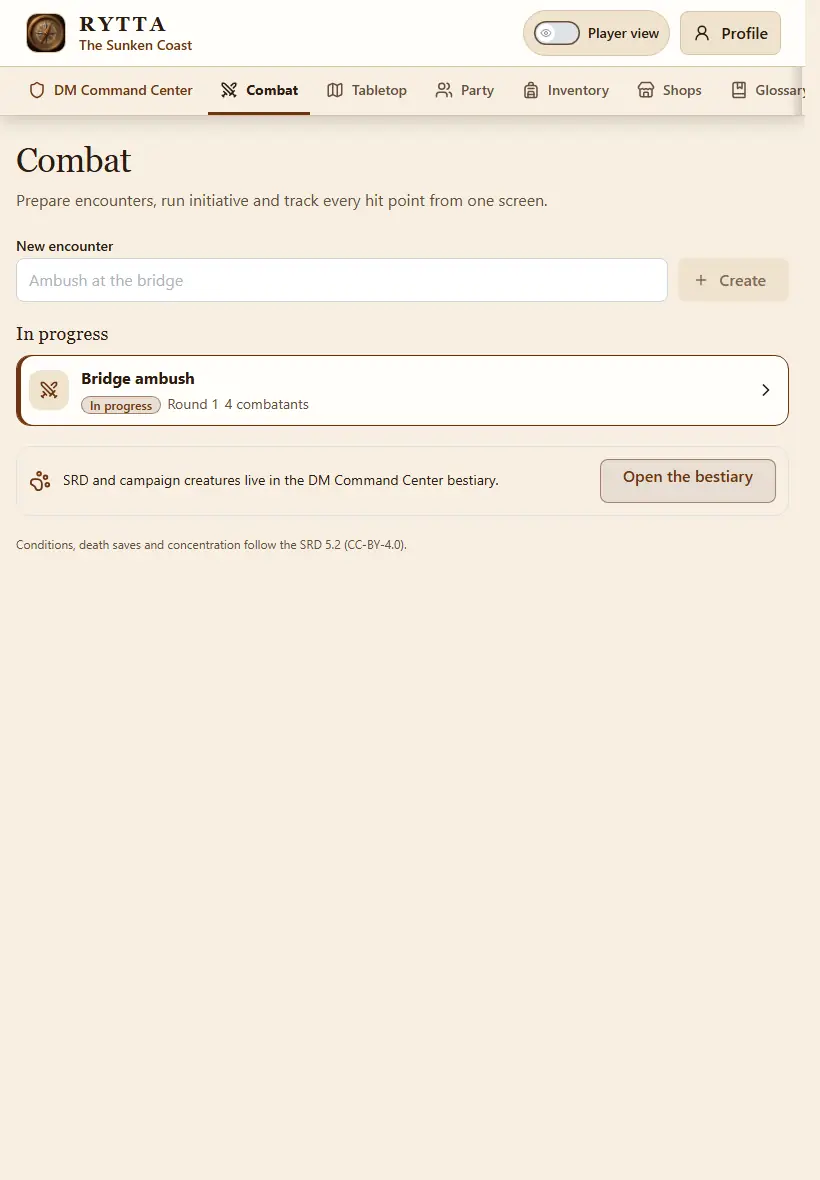 RYTTA
The Sunken Coast
Player view
Profile
DM Command Center
Combat
Tabletop
Party
Inventory
Shops
Glossary
Combat
Prepare encounters, run initiative and track every hit point from one screen.
New encounter
Ambush at the bridge
Create
In progress
Bridge ambush
In progress Round 1 4 combatants
SRD and campaign creatures live in the DM Command Center bestiary.
Open the bestiary
Conditions, death saves and concentration follow the SRD 5.2 (CC-BY-4.0).